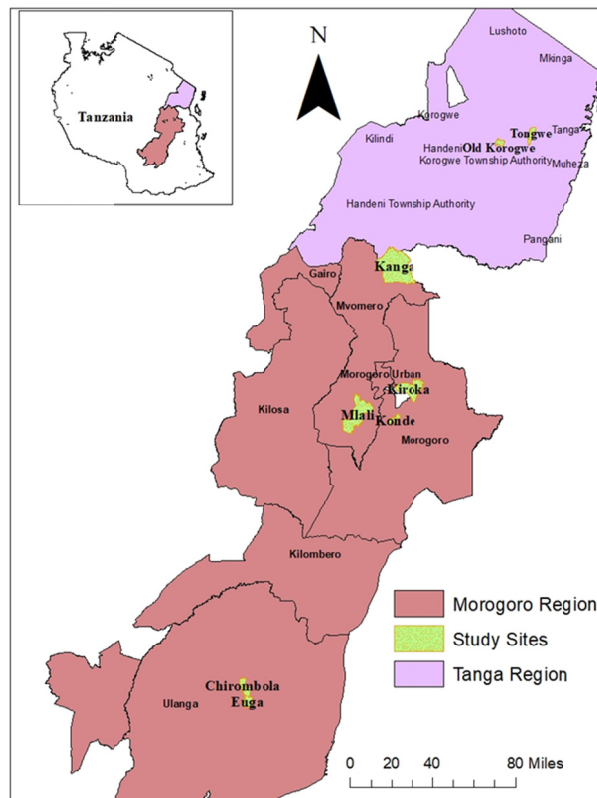 Tanzania
N
Lushoto
Mkinga
Korogwe
Tongwe
Tanga
Kilindi
Handeni
Old Korogwe
Korogwe Township Authority
Muheza
Handeni Township Authority
Pangani
Kanga
Gairo
Mvomero
Morogoro Urban
Kiroka
Kilosa
Mlali
Konde
Morogoro
Kilombero
Morogoro Region
Study Sites
Tanga Region
Chirombola
Ulanga
Euga
0 20 40 80 Miles